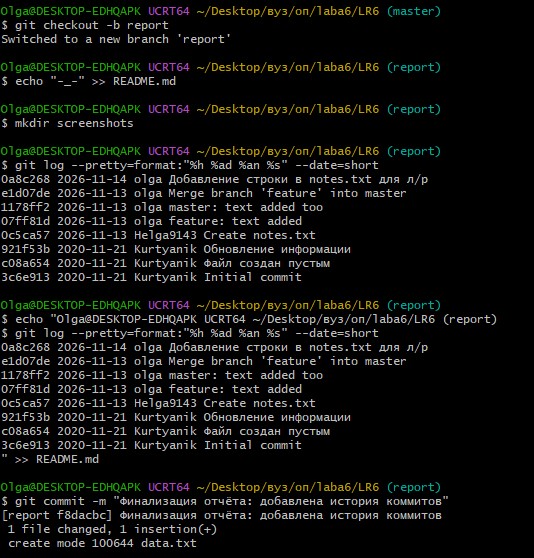 Olga@DESKTOP-EDHQAPK UCRT64 ~/Desktop/вуз/оп/laba6/LR6 (master)
$ git checkout -b report
Switched to a new branch 'report'
Olga@DESKTOP-EDHQAPK UCRT64 ~/Desktop/вуз/оп/laba6/LR6 (report)
$ echo "-_-" >> README.md
Olga@DESKTOP-EDHQAPK UCRT64 ~/Desktop/вуз/оп/laba6/LR6 (report)
$ mkdir screenshots
Olga@DESKTOP-EDHQAPK UCRT64 ~/Desktop/вуз/оп/laba6/LR6 (report)
$ git log --pretty=format:"%h %ad %an %s" --date=short
0a8c268 2026-11-14 olga Добавление строки в notes.txt для л/р
e1d07de 2026-11-13 olga Merge branch 'feature' into master
1178ff2 2026-11-13 olga master: text added too
07ff81d 2026-11-13 olga feature: text added
0c5ca57 2026-11-13 Helga9143 Create notes.txt
921f53b 2020-11-21 Kurtyanik Обновление информации
c08a654 2020-11-21 Kurtyanik Файл создан пустым
3c6e913 2020-11-21 Kurtyanik Initial commit
Olga@DESKTOP-EDHQAPK UCRT64 ~/Desktop/вуз/оп/laba6/LR6 (report)
$ echo "Olga@DESKTOP-EDHQAPK UCRT64 ~/Desktop/вуз/оп/laba6/LR6 (report)
$ git log --pretty=format:"%h %ad %an %s" --date=short
0a8c268 2026-11-14 olga Добавление строки в notes.txt для л/р
e1d07de 2026-11-13 olga Merge branch 'feature' into master
1178ff2 2026-11-13 olga master: text added too
07ff81d 2026-11-13 olga feature: text added
0c5ca57 2026-11-13 Helga9143 Create notes.txt
921f53b 2020-11-21 Kurtyanik Обновление информации
c08a654 2020-11-21 Kurtyanik Файл создан пустым
3c6e913 2020-11-21 Kurtyanik Initial commit
" >> README.md
Olga@DESKTOP-EDHQAPK UCRT64 ~/Desktop/вуз/оп/laba6/LR6 (report)
$ git commit -m "Финализация отчёта: добавлена история коммитов"
[report f8dacbc] Финализация отчёта: добавлена история коммитов
1 file changed, 1 insertion(+)
create mode 100644 data.txt